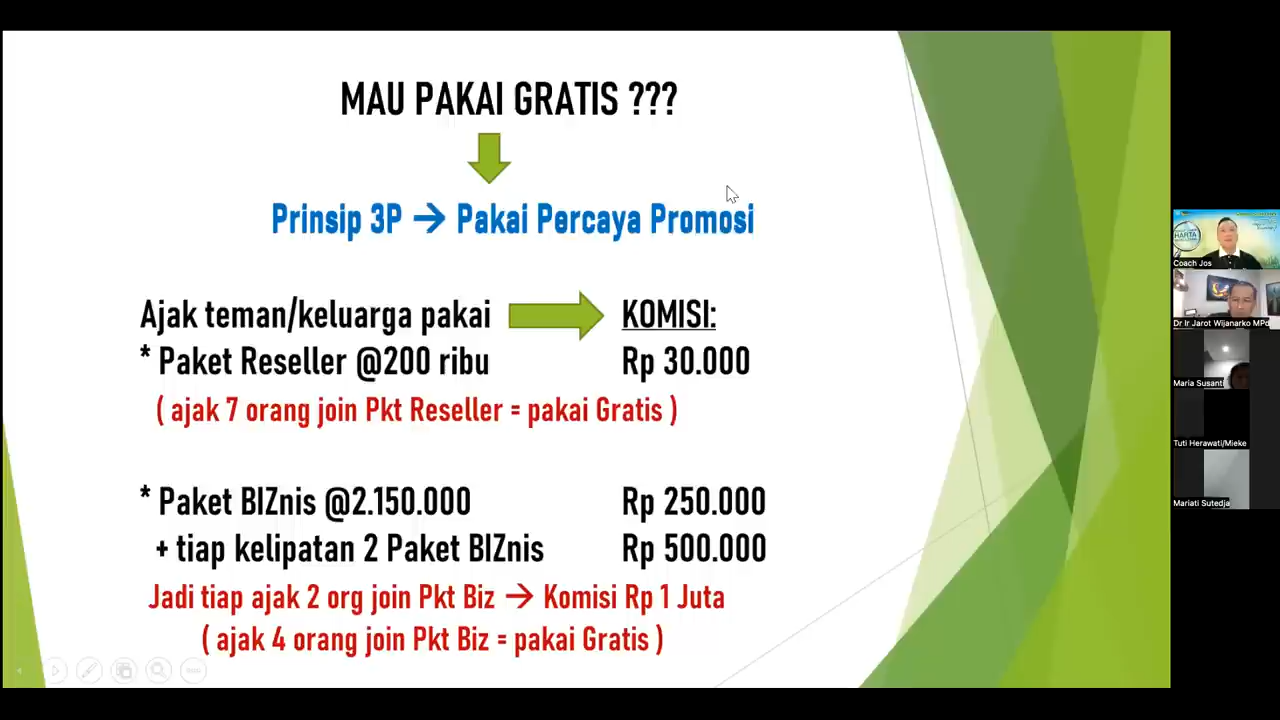 MAU PAKAI GRATIS ???
Prinsip 3P → Pakai Percaya Promosi
Ajak teman/keluarga pakai KOMISI:
* Paket Reseller @200 ribu Rp 30.000
( ajak 7 orang join Pkt Reseller = pakai Gratis )
* Paket BIZnis @2.150.000 Rp 250.000
+ tiap kelipatan 2 Paket BIZnis Rp 500.000
Jadi tiap ajak 2 org join Pkt Biz → Komisi Rp 1 Juta
( ajak 4 orang join Pkt Biz = pakai Gratis )
HARTA
Coach Jos
Dr Ir Jarot Wijanarko MPd
Maria Susanti
Tuti Herawati/Mieke
Mariati Sutedja